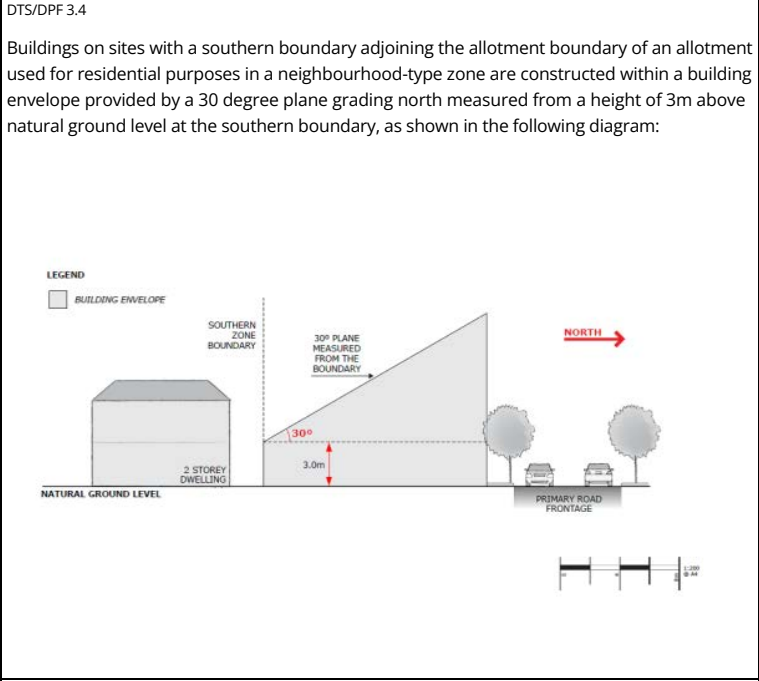 DTS/DPF 3.4
Buildings on sites with a southern boundary adjoining the allotment boundary of an allotment
used for residential purposes in a neighbourhood-type zone are constructed within a building
envelope provided by a 30 degree plane grading north measured from a height of 3m above
natural ground level at the southern boundary, as shown in the following diagram:
LEGEND
BUILDING ENVELOPE
SOUTHERN
ZONE
BOUNDARY
30º PLANE
MEASURED
FROM THE
BOUNDARY
NORTH
30º
3.0m
2 STOREY
DWELLING
NATURAL GROUND LEVEL
PRIMARY ROAD
FRONTAGE
1:200
@ A4